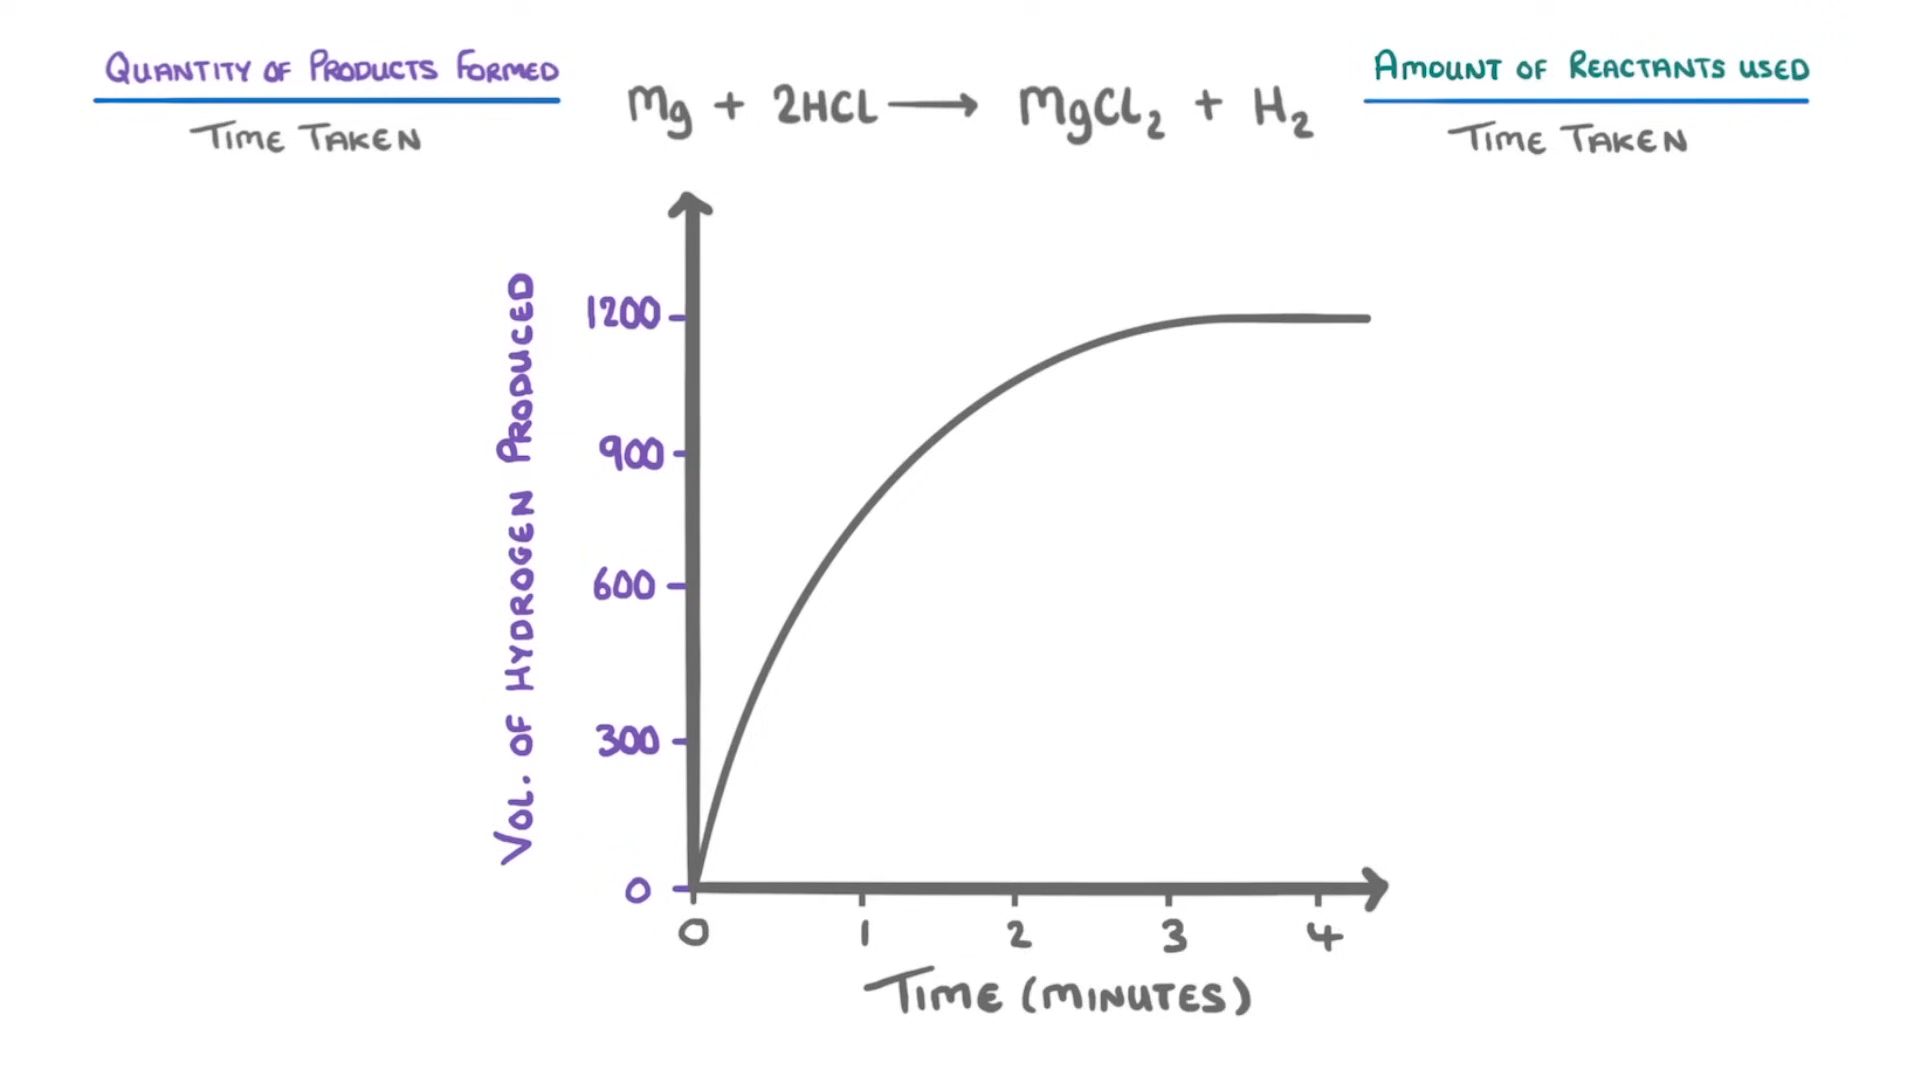 QUANTITY OF PRODUCTS FORMED
TIME TAKEN
Mg + 2HCL → MgCL₂ + H₂
AMOUNT OF REACTANTS USED
TIME TAKEN
VOL. OF HYDROGEN PRODUCED
1200
900
600
300
0
0 1 2 3 4
TIME (MINUTES)